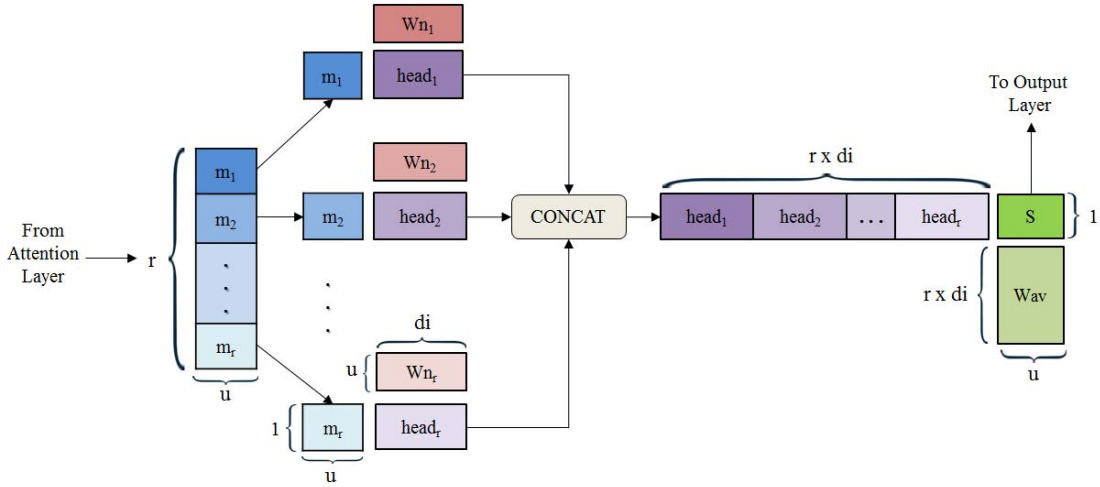 Wn₁
m₁
head₁
To Output
Layer
Wn₂
r x di
m₁
m₂
m₂
head₂
CONCAT
head₁
head₂
...
headᵣ
S
1
From
Attention
Layer
r
.
.
.
.
.
.
r x di
Wav
di
mᵣ
u
Wnᵣ
u
u
1
mᵣ
headᵣ
u